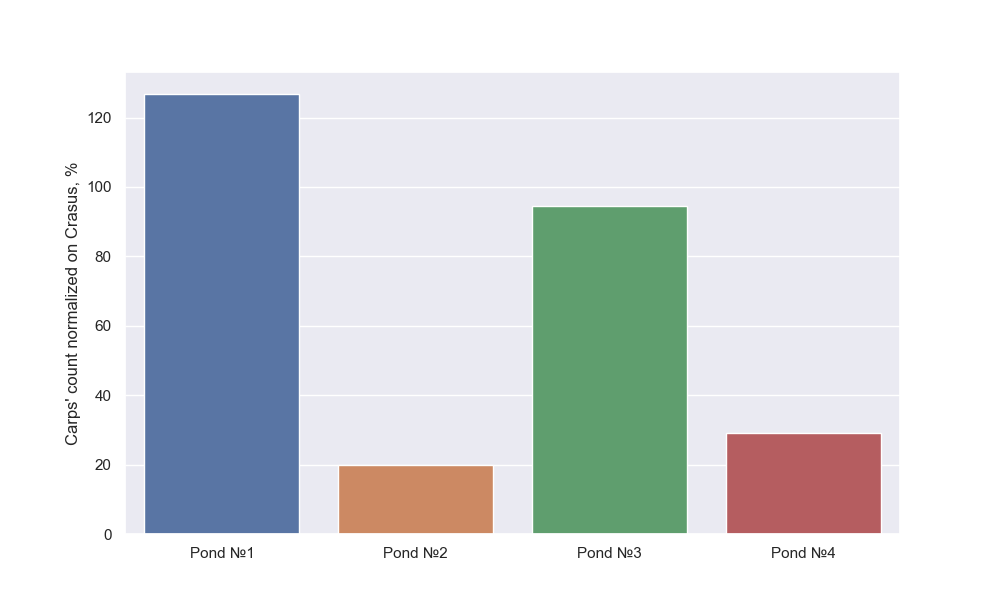 Carps' count normalized on Crasus, %
120
100
80
60
40
20
0
Pond №1
Pond №2
Pond №3
Pond №4